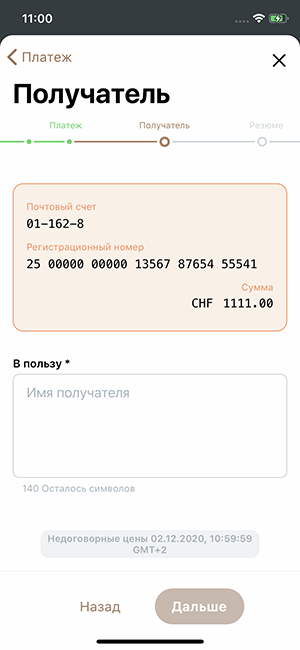 11:00
Платеж
Получатель
Платеж Получатель Резюме
Почтовый счет
01-162-8
Регистрационный номер
25 00000 00000 13567 87654 55541
Сумма
CHF 1111.00
В пользу *
Имя получателя
140 Осталось символов
Недоговорные цены 02.12.2020, 10:59:59
GMT+2
Назад Дальше